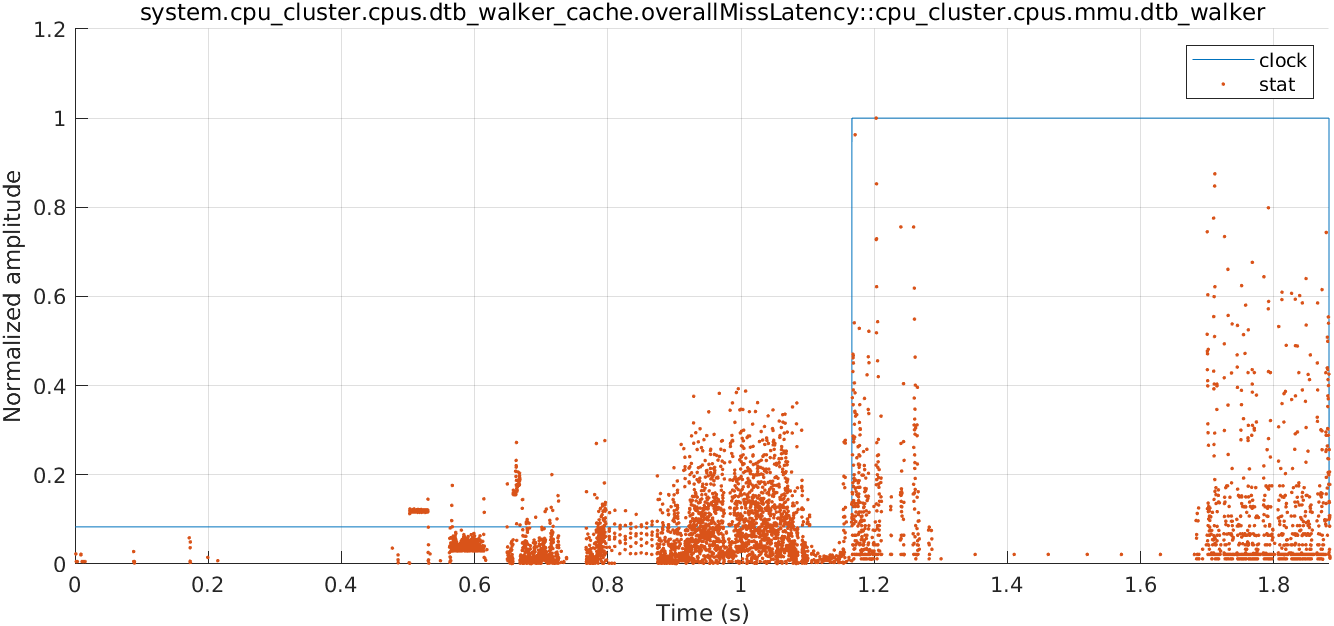 system.cpu_cluster.cpus.dtb_walker_cache.overallMissLatency::cpu_cluster.cpus.mmu.dtb_walker
1.2
1
0.8
0.6
0.4
0.2
0
Normalized amplitude
clock
stat
0 0.2 0.4 0.6 0.8 1 1.2 1.4 1.6 1.8
Time (s)